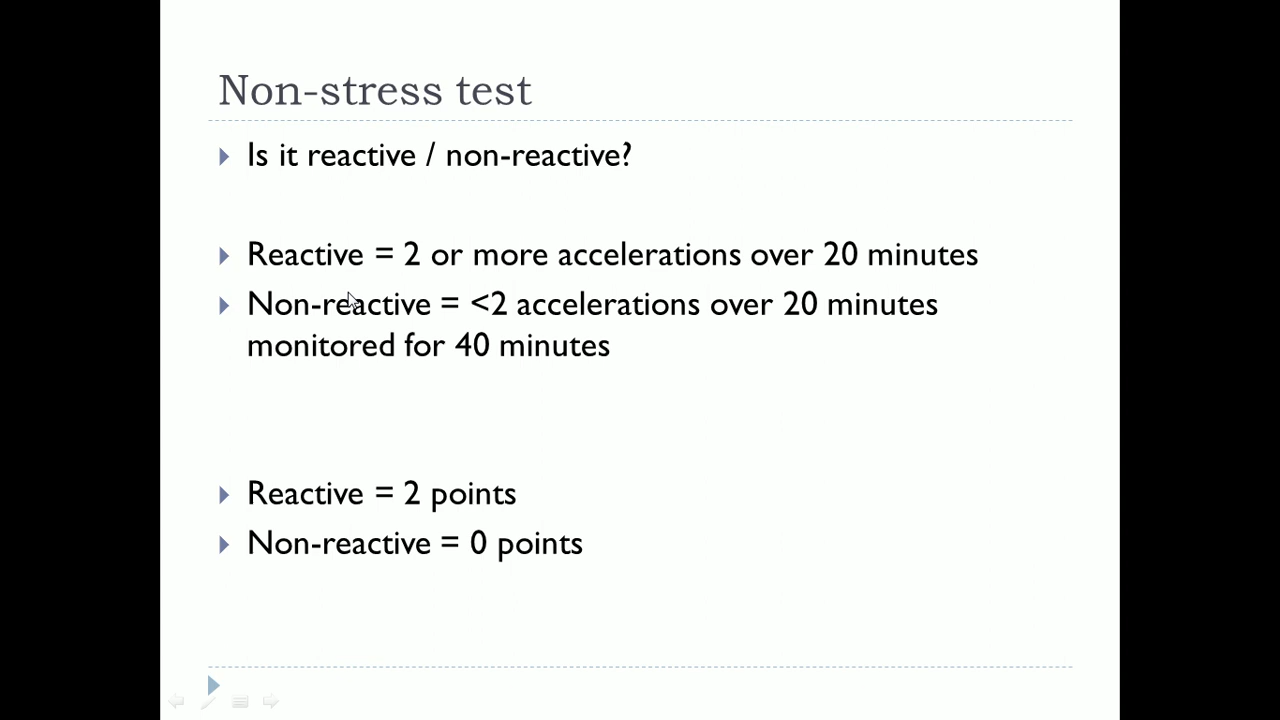 Non-stress test
Is it reactive / non-reactive?
Reactive = 2 or more accelerations over 20 minutes
Non-reactive = <2 accelerations over 20 minutes
monitored for 40 minutes
Reactive = 2 points
Non-reactive = 0 points